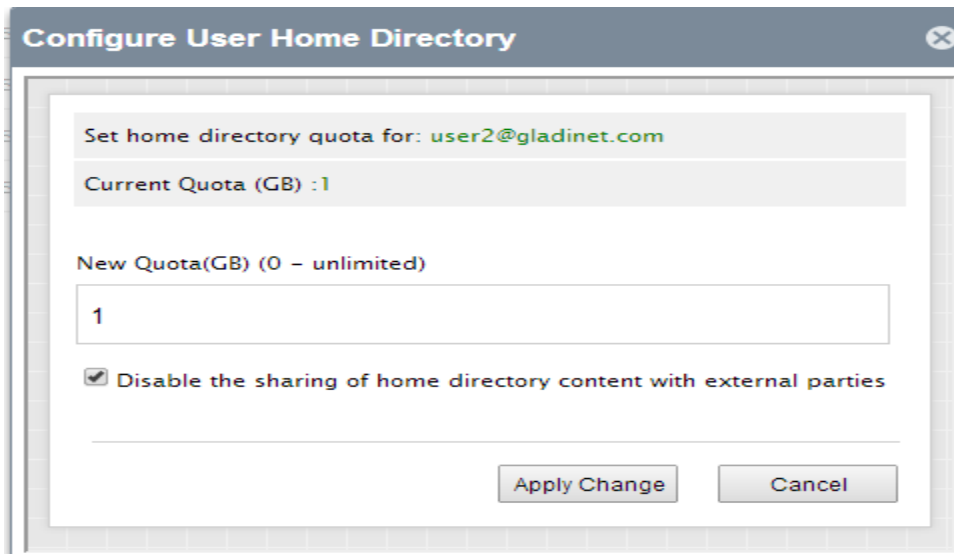 Configure User Home Directory
Set home directory quota for: user2@gladinet.com
Current Quota (GB) :1
New Quota(GB) (0 – unlimited)
1
Disable the sharing of home directory content with external parties
Apply Change
Cancel